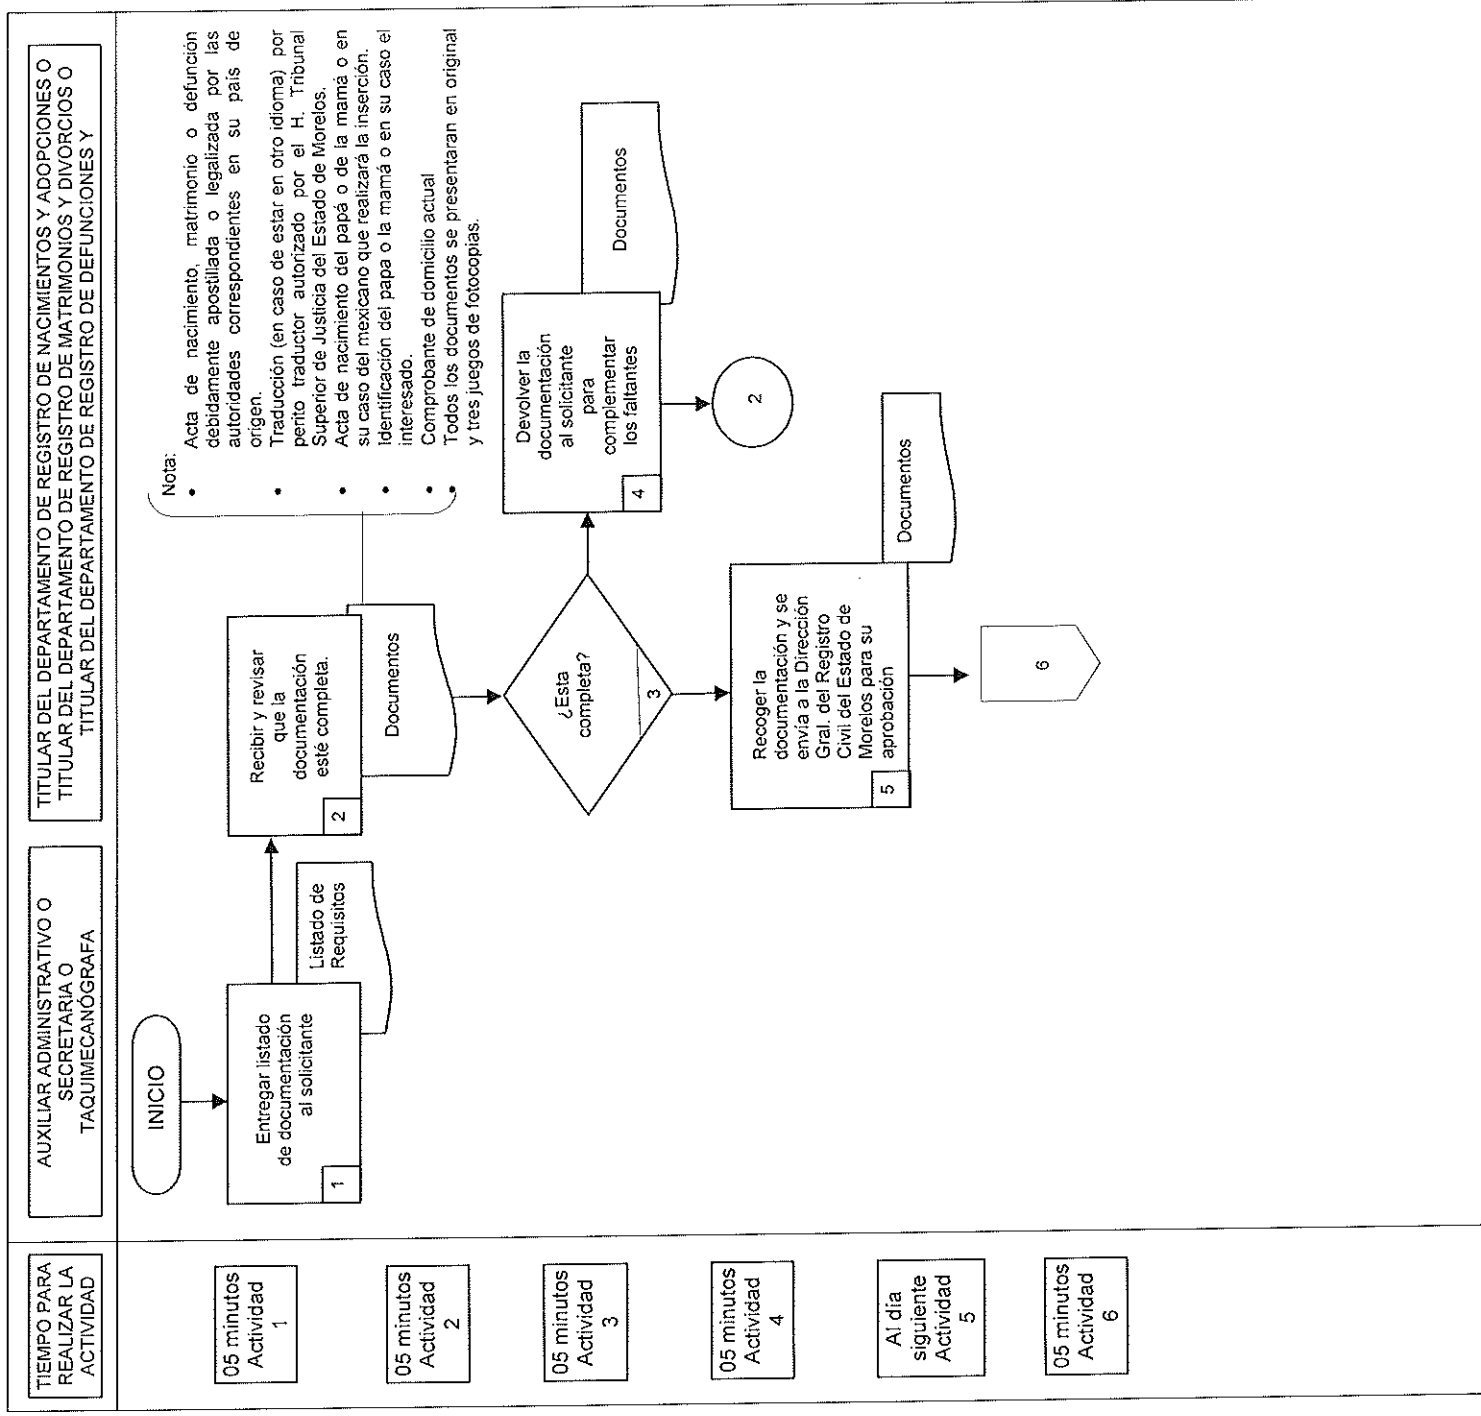 TIEMPO PARA
REALIZAR LA
ACTIVIDAD
AUXILIAR ADMINISTRATIVO O
SECRETARIA O
TAQUIMECANÓGRAFA
TITULAR DEL DEPARTAMENTO DE REGISTRO DE NACIMIENTOS Y ADOPCIONES O
TITULAR DEL DEPARTAMENTO DE REGISTRO DE MATRIMONIOS Y DIVORCIOS O
TITULAR DEL DEPARTAMENTO DE REGISTRO DE DEFUNCIONES Y
05 minutos
Actividad
1
05 minutos
Actividad
2
05 minutos
Actividad
3
05 minutos
Actividad
4
Al día
siguiente
Actividad
5
05 minutos
Actividad
6
INICIO
Entregar listado
de documentación
al solicitante
1
Listado de
Requisitos
Recibir y revisar
que la
documentación
esté completa.
2
Documentos
Nota:
• Acta de nacimiento, matrimonio o defunción
debidamente apostillada o legalizada por las
autoridades correspondientes en su país de
origen.
• Traducción (en caso de estar en otro idioma) por
perito traductor autorizado por el H. Tribunal
Superior de Justicia del Estado de Morelos.
• Acta de nacimiento del papá o de la mamá o en
su caso del mexicano que realizará la inserción.
• Identificación del papa o la mamá o en su caso el
interesado.
• Comprobante de domicilio actual
• Todos los documentos se presentaran en original
y tres juegos de fotocopias.
¿Esta
completa?
3
Devolver la
documentación
al solicitante
para
complementar
los faltantes
4
Documentos
2
Recoger la
documentación y se
envía a la Dirección
Gral. del Registro
Civil del Estado de
Morelos para su
aprobación
5
Documentos
6